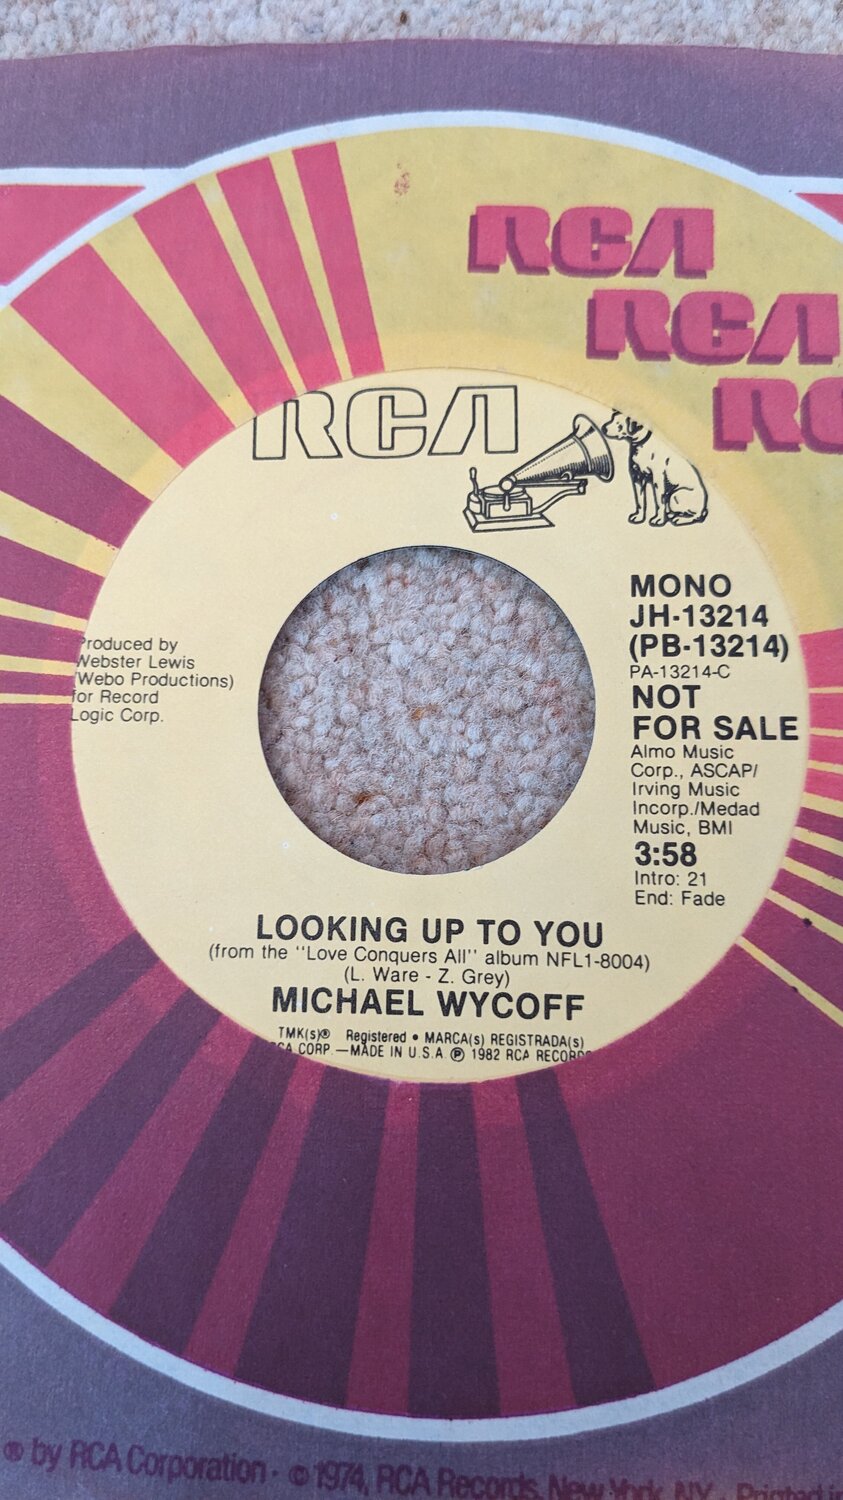 RCA
RCA
RC
RCA
MONO
JH-13214
(PB-13214)
PA-13214-C
NOT
FOR SALE
Almo Music
Corp., ASCAP/
Irving Music
Incorp./Medad
Music, BMI
3:58
Intro: 21
End: Fade
Produced by
Webster Lewis
(Webo Productions)
for Record
Logic Corp.
LOOKING UP TO YOU
(from the "Love Conquers All" album NFL1-8004)
(L. Ware - Z. Grey)
MICHAEL WYCOFF
TMK(s)® Registered • MARCA(s) REGISTRADA(s)
RCA CORP.—MADE IN U.S.A. Ⓟ 1982 RCA RECORDS
® by RCA Corporation · © 1974, RCA Records, New York, N.Y. · Printed in